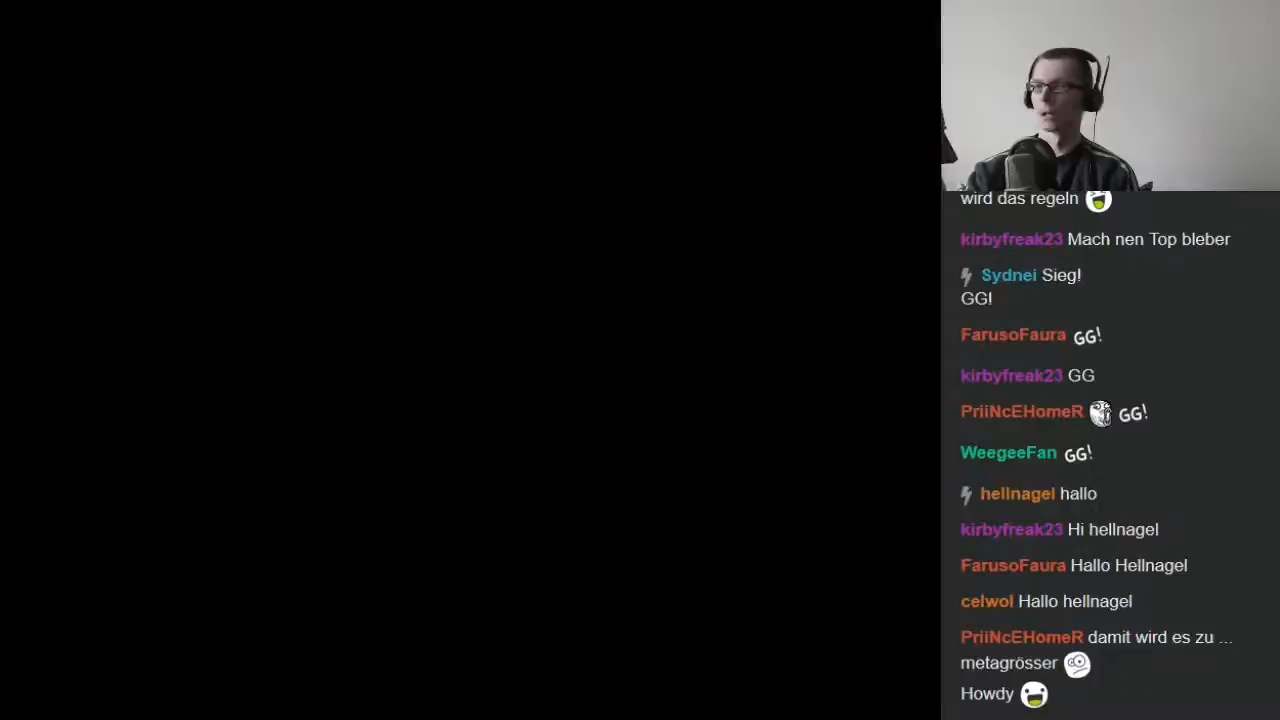 wird das regeln
kirbyfreak23 Mach nen Top bleber
Sydnei Sieg!
GG!
FarusoFaura GG!
kirbyfreak23 GG
PriiNcEHomeR GG!
WeegeeFan GG!
hellnagel hallo
kirbyfreak23 Hi hellnagel
FarusoFaura Hallo Hellnagel
celwol Hallo hellnagel
PriiNcEHomeR damit wird es zu ...
metagrösser
Howdy